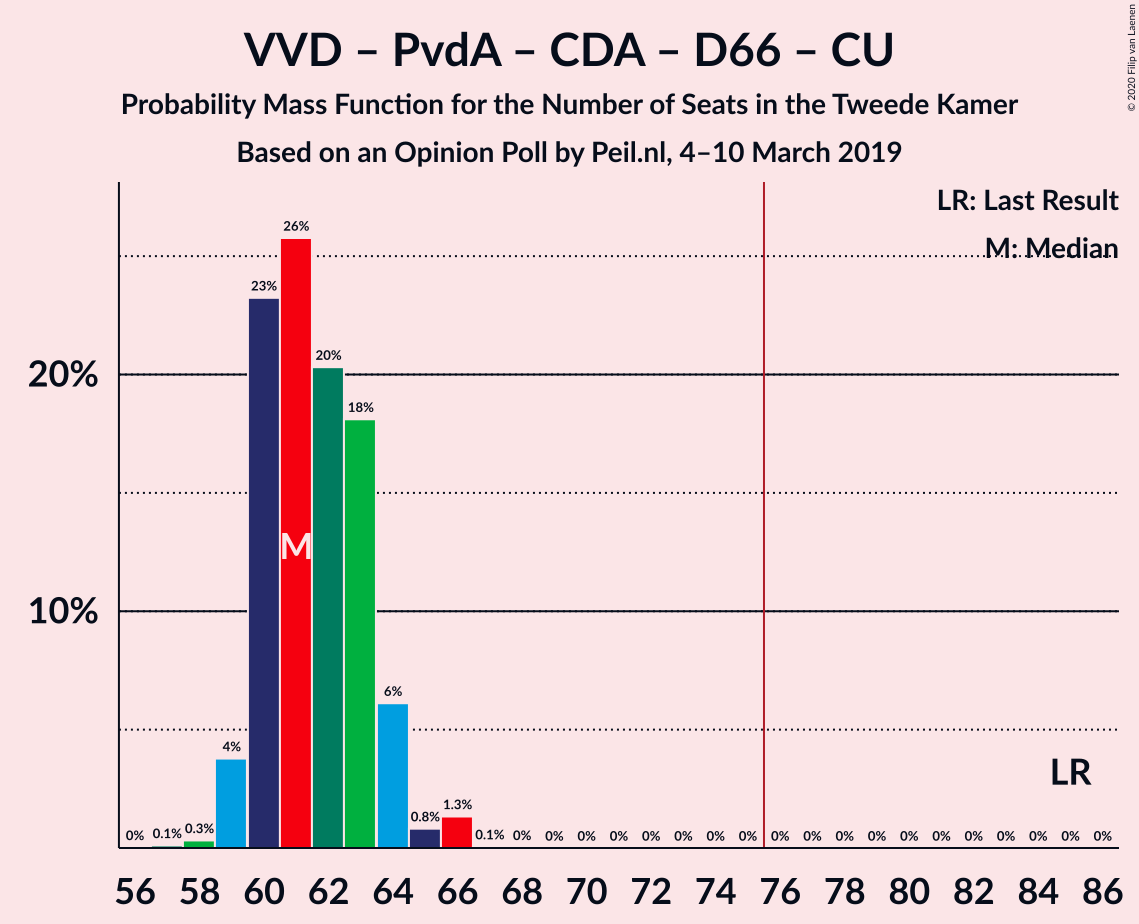 VVD – PvdA – CDA – D66 – CU
Probability Mass Function for the Number of Seats in the Tweede Kamer
Based on an Opinion Poll by Peil.nl, 4–10 March 2019
© 2020 Filip van Laenen
LR: Last Result
M: Median
26%
23%
20%
20%
18%
M
10%
6%
4%
LR
0% 0.1% 0.3% 0.8% 1.3% 0.1% 0% 0% 0% 0% 0% 0% 0% 0% 0% 0% 0% 0% 0% 0% 0% 0% 0% 0% 0%
56 58 60 62 64 66 68 70 72 74 76 78 80 82 84 86